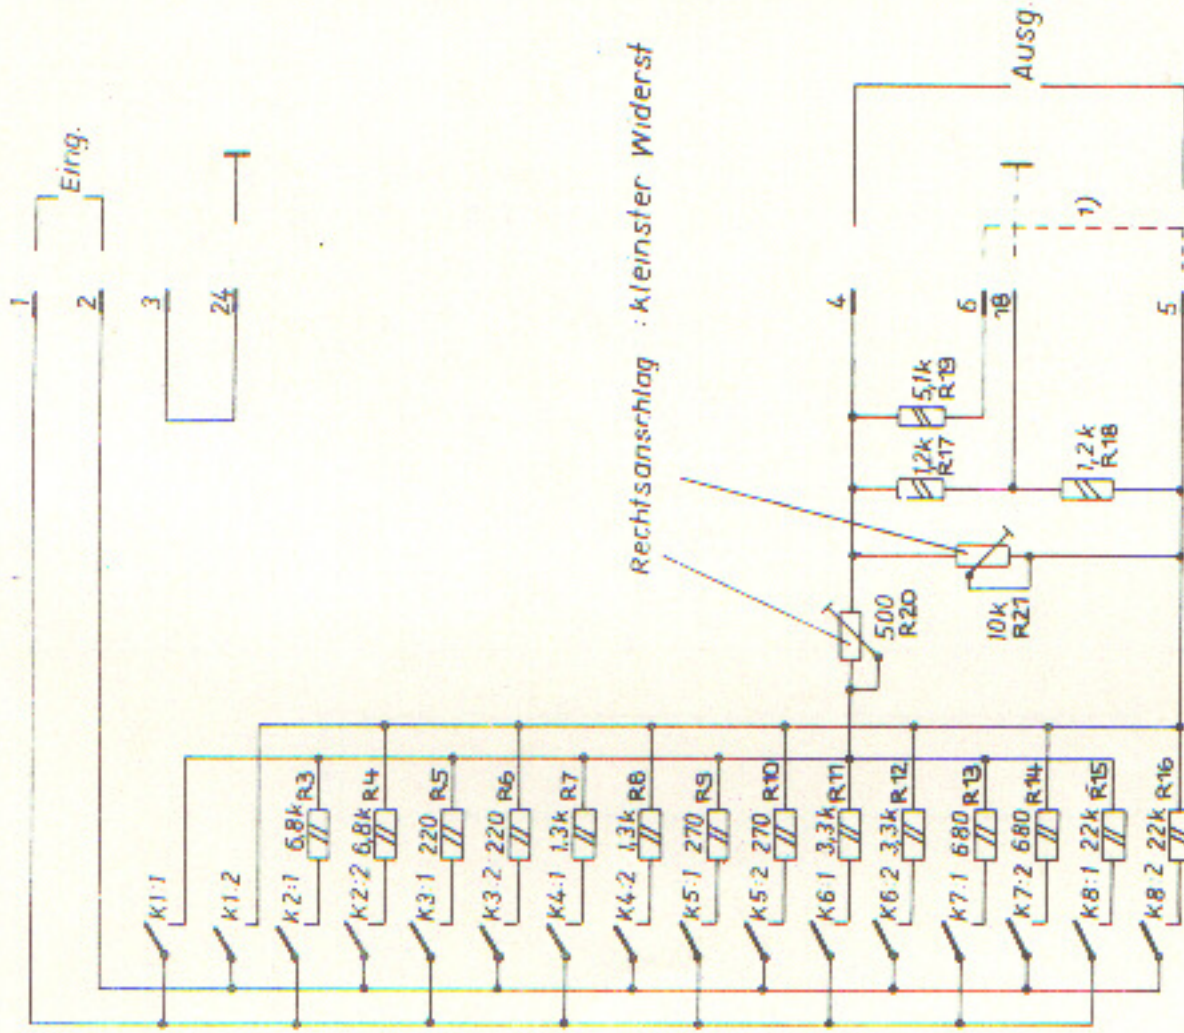 1
2
3
24
Eing.
Rechtsanschlag : kleinster Widerst
4
6
18
5
Ausg.
1)
5,1k
R19
1,2k
R17
1,2k
R18
500
R20
10k
R21
K1:1
K1:2
K2:1 6,8k R3
K2:2 6,8k R4
K3:1 220 R5
K3:2 220 R6
K4:1 1,3k R7
K4:2 1,3k R8
K5:1 270 R9
K5:2 270 R10
K6:1 3,3k R11
K6:2 3,3k R12
K7:1 680 R13
K7:2 680 R14
K8:1 22k R15
K8:2 22k R16